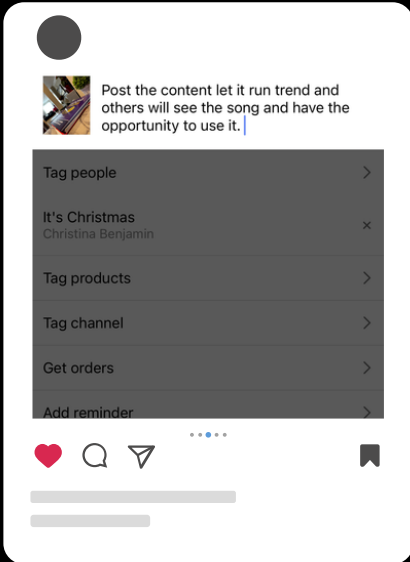 Post the content let it run trend and
others will see the song and have the
opportunity to use it.
Tag people
It's Christmas
Christina Benjamin
Tag products
Tag channel
Get orders
Add reminder